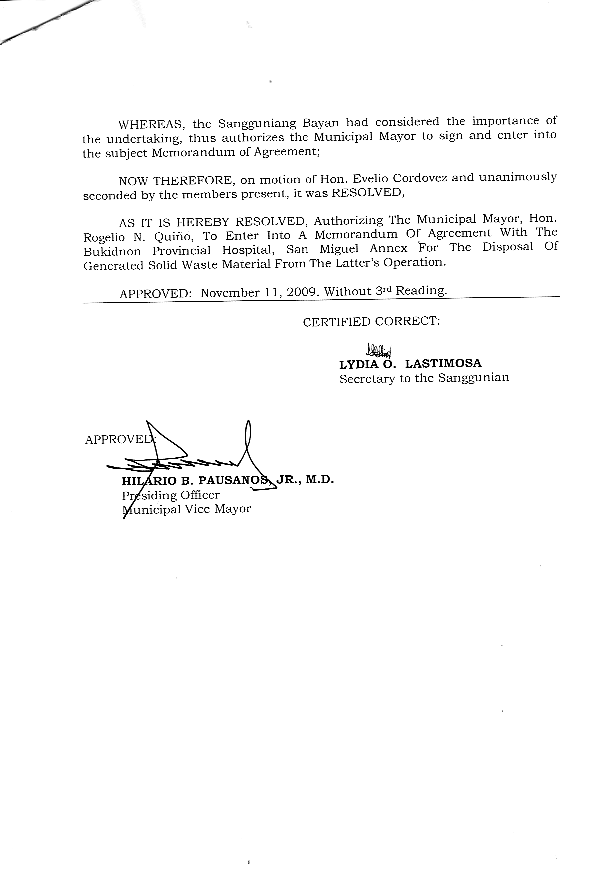 WHEREAS, the Sangguniang Bayan had considered the importance of
the undertaking, thus authorizes the Municipal Mayor to sign and enter into
the subject Memorandum of Agreement;
NOW THEREFORE, on motion of Hon. Evelio Cordovez and unanimously
seconded by the members present, it was RESOLVED,
AS IT IS HEREBY RESOLVED, Authorizing The Municipal Mayor, Hon.
Rogelio N. Quiño, To Enter Into A Memorandum Of Agreement With The
Bukidnon Provincial Hospital, San Miguel Annex For The Disposal Of
Generated Solid Waste Material From The Latter's Operation.
APPROVED: November 11, 2009. Without 3rd Reading.
CERTIFIED CORRECT:
LYDIA O. LASTIMOSA
Secretary to the Sanggunian
APPROVED:
HILARIO B. PAUSANOS, JR., M.D.
Presiding Officer
Municipal Vice Mayor